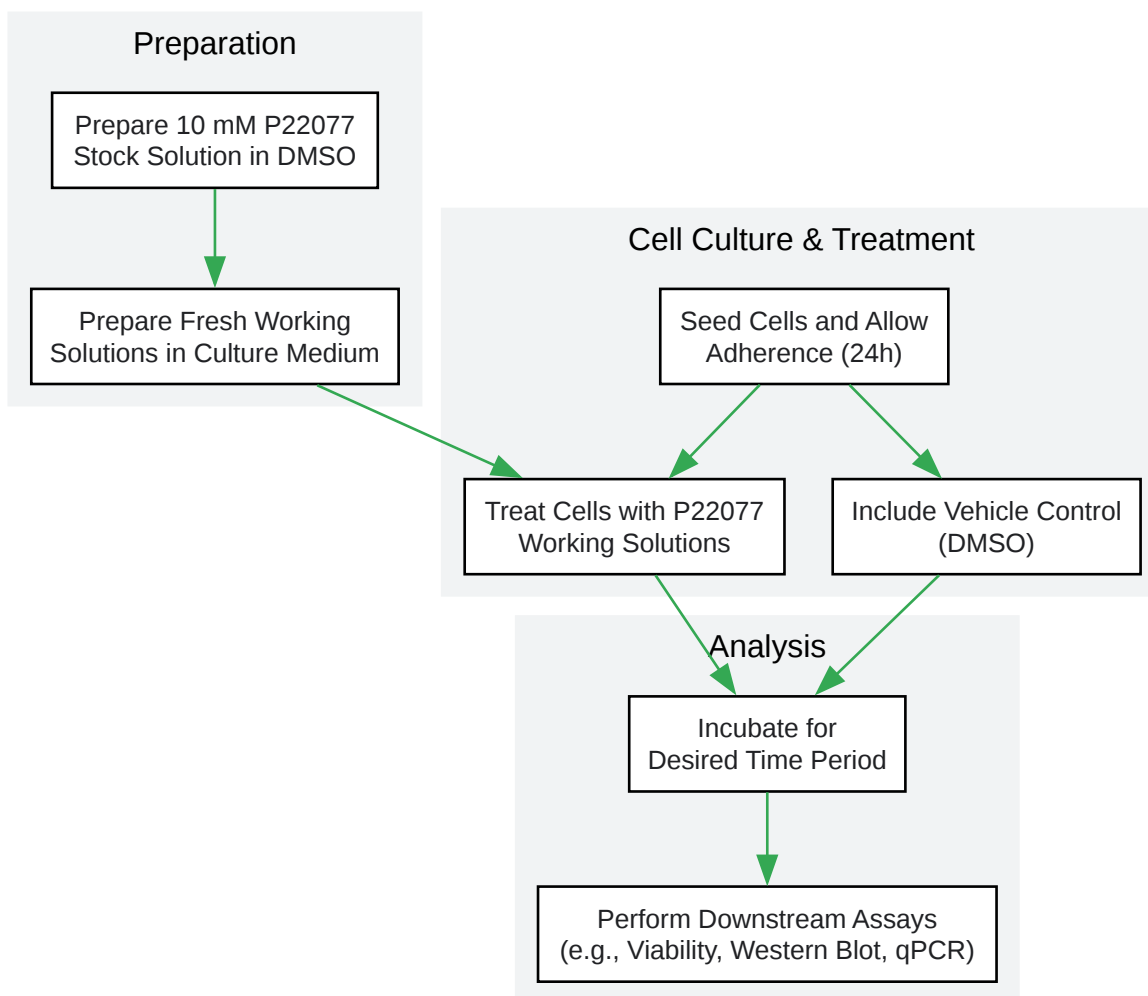 Preparation
Prepare 10 mM P22077
Stock Solution in DMSO
Prepare Fresh Working
Solutions in Culture Medium
Cell Culture & Treatment
Seed Cells and Allow
Adherence (24h)
Treat Cells with P22077
Working Solutions
Include Vehicle Control
(DMSO)
Analysis
Incubate for
Desired Time Period
Perform Downstream Assays
(e.g., Viability, Western Blot, qPCR)